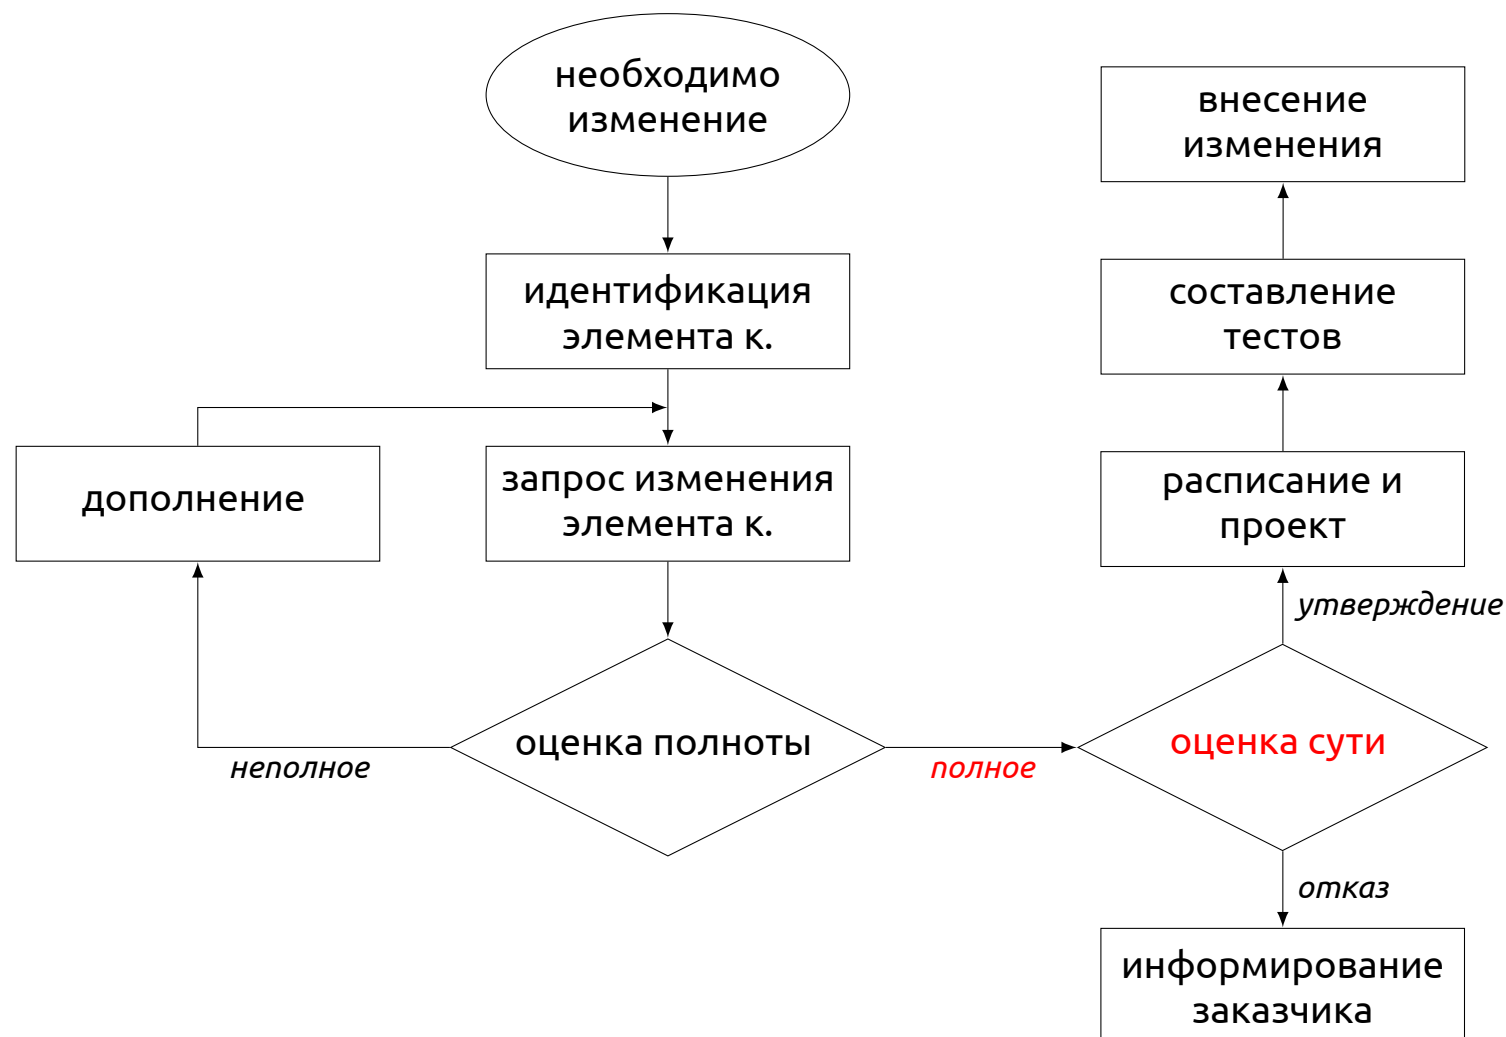 необходимо
изменение
идентификация
элемента к.
дополнение
запрос изменения
элемента к.
оценка полноты
неполное
полное
оценка сути
утверждение
расписание и
проект
составление
тестов
внесение
изменения
отказ
информирование
заказчика